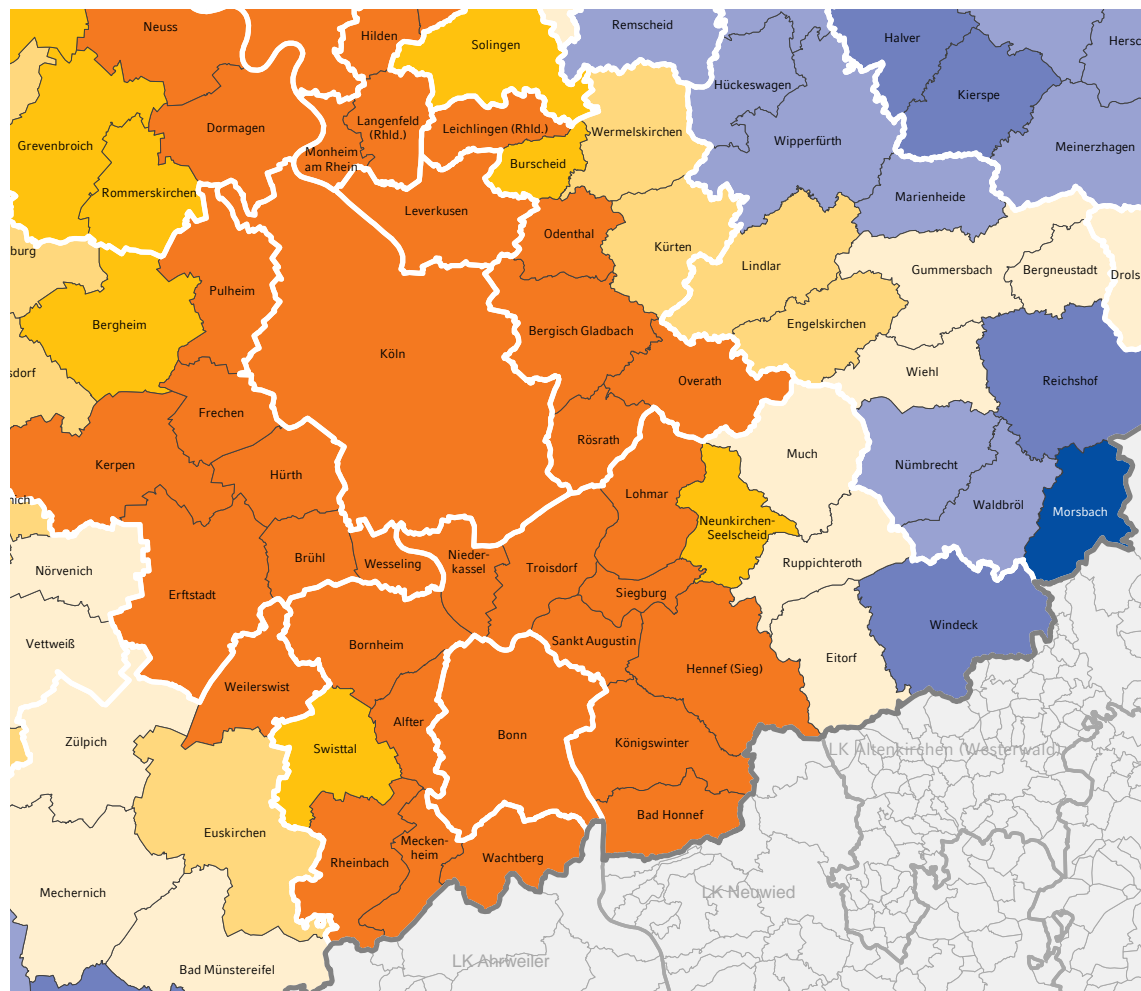 Neuss
Hilden
Solingen
Remscheid
Halver
Hersc
Hückeswagen
Kierspe
Dormagen
Langenfeld
(Rhld.)
Leichlingen (Rhld.)
Wermelskirchen
Grevenbroich
Monheim
am Rhein
Burscheid
Wipperfürth
Meinerzhagen
Rommerskirchen
Leverkusen
Marienheide
Odenthal
Kürten
burg
Lindlar
Gummersbach
Bergneustadt
Drols
Pulheim
Bergheim
Bergisch Gladbach
Engelskirchen
Köln
sdorf
Overath
Wiehl
Reichshof
Frechen
Rösrath
Kerpen
Hürth
Much
Nümbrecht
Lohmar
nich
Waldbröl
Morsbach
Neunkirchen-
Seelscheid
Nörvenich
Brühl
Wesseling
Nieder-
kassel
Troisdorf
Ruppichteroth
Erftstadt
Siegburg
Windeck
Vettweiß
Bornheim
Sankt Augustin
Eitorf
Weilerswist
Hennef (Sieg)
Alfter
Zülpich
Swisttal
Bonn
Königswinter
LK Altenkirchen (Westerwald)
Euskirchen
Bad Honnef
Meckenheim
Rheinbach
Wachtberg
Mechernich
LK Neuwied
Bad Münstereifel
LK Ahrweiler